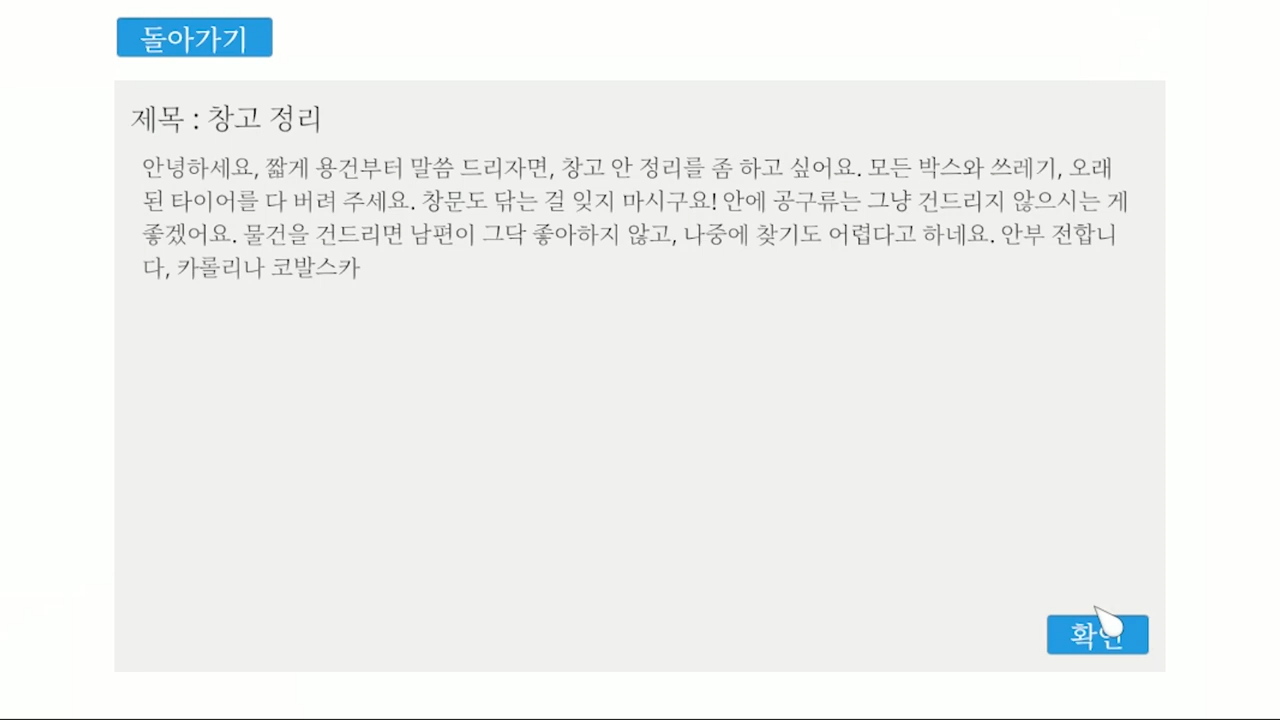 돌아가기
제목 : 창고 정리
안녕하세요, 짧게 용건부터 말씀 드리자면, 창고 안 정리를 좀 하고 싶어요. 모든 박스와 쓰레기, 오래
된 타이어를 다 버려 주세요. 창문도 닦는 걸 잊지 마시구요! 안에 공구류는 그냥 건드리지 않으시는 게
좋겠어요. 물건을 건드리면 남편이 그닥 좋아하지 않고, 나중에 찾기도 어렵다고 하네요. 안부 전합니
다, 카롤리나 코발스카
확인